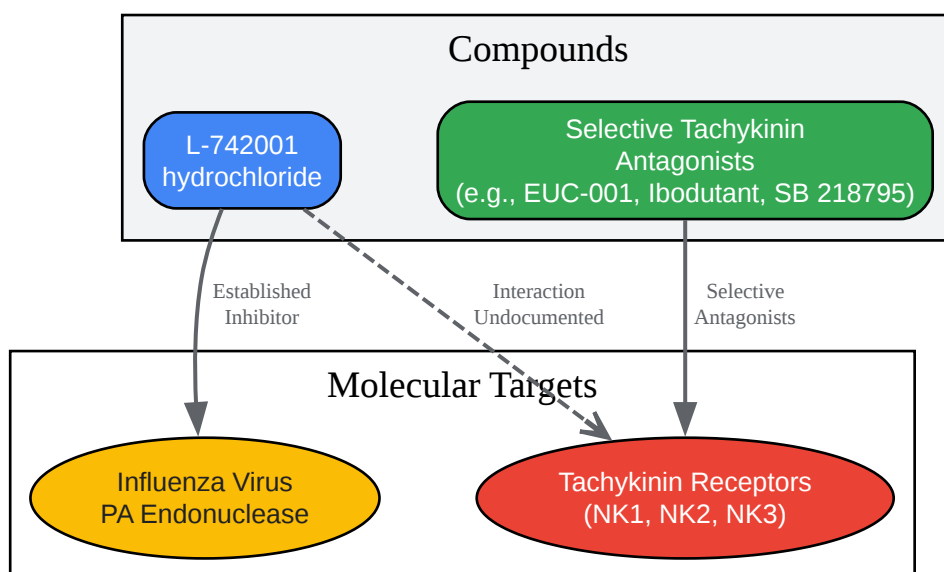 Compounds
L-742001
hydrochloride
Selective Tachykinin
Antagonists
(e.g., EUC-001, Ibodutant, SB 218795)
Established
Inhibitor
Interaction
Undocumented
Selective
Antagonists
Molecular Targets
Influenza Virus
PA Endonuclease
Tachykinin Receptors
(NK1, NK2, NK3)